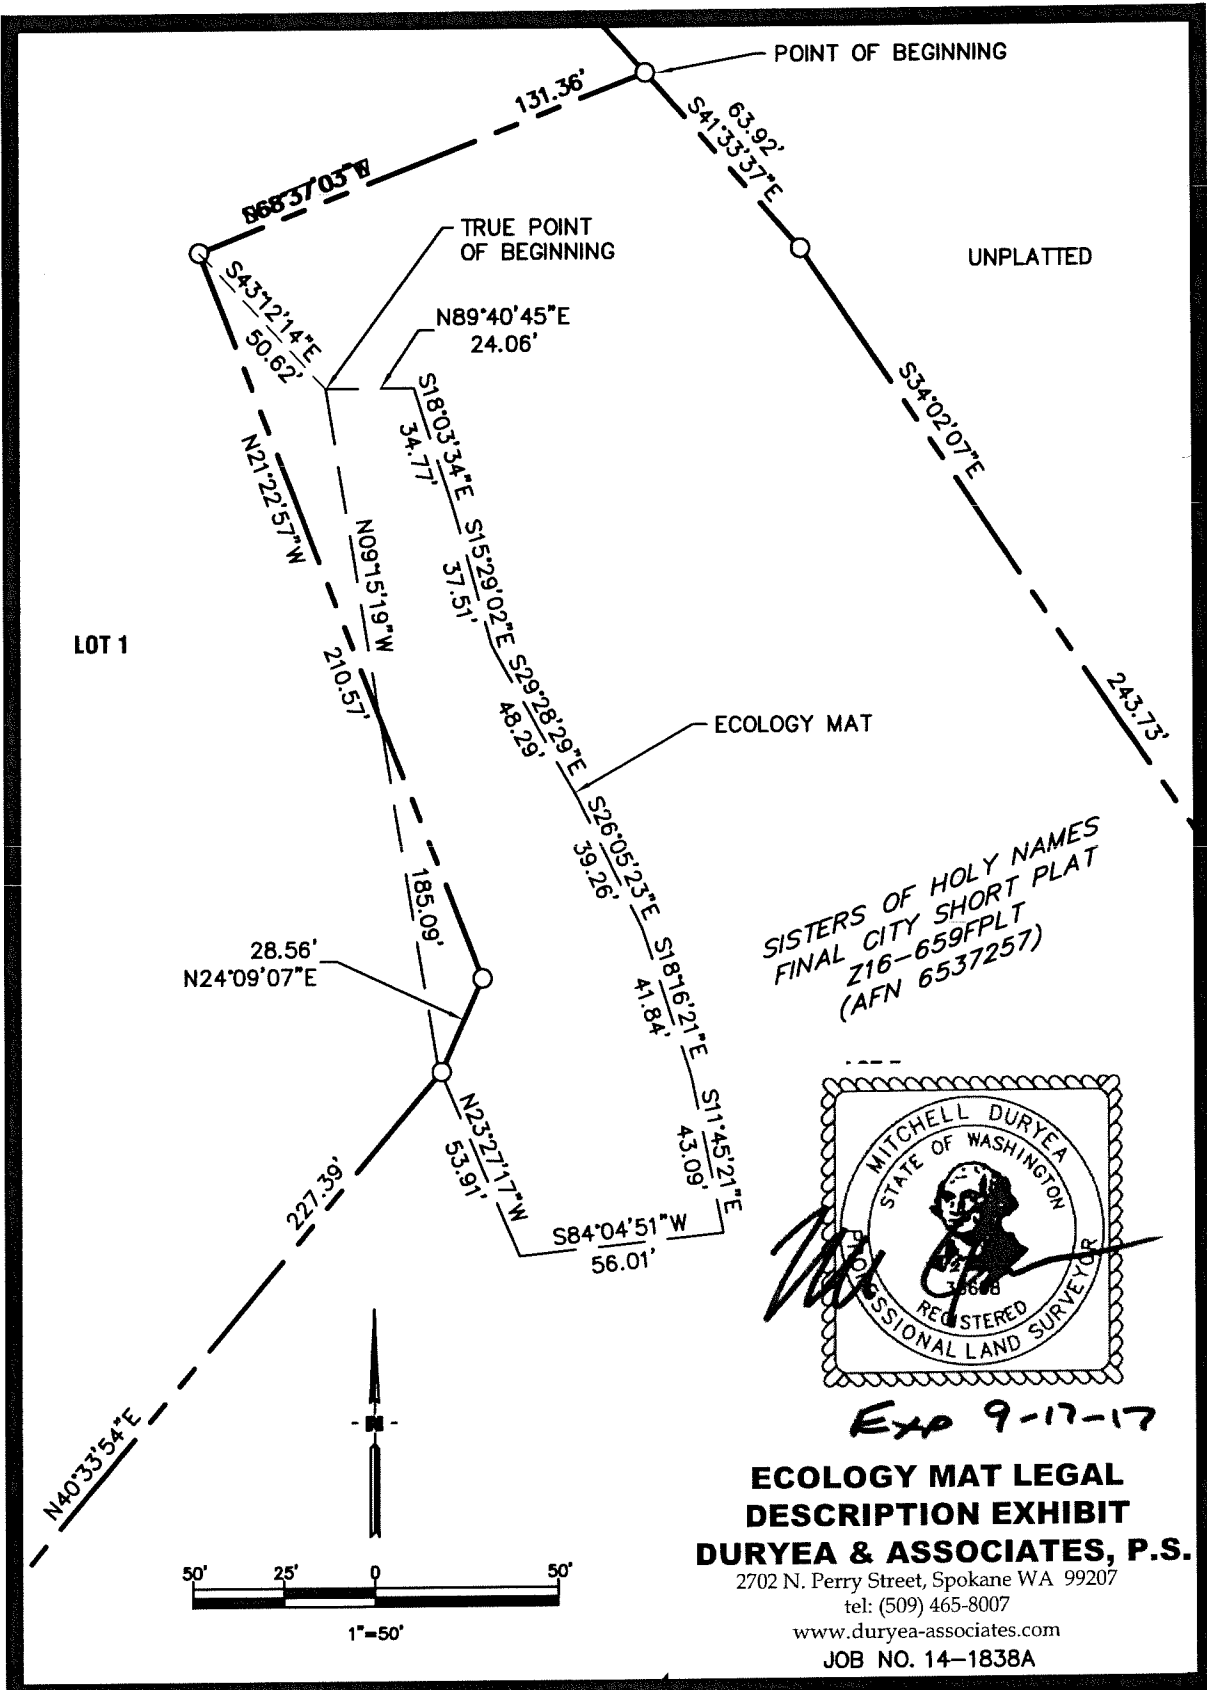 POINT OF BEGINNING
131.36'
63.92'
S41°33'37"E
68°37'03"
TRUE POINT
OF BEGINNING
UNPLATTED
S43°12'14"E
50.62'
N89°40'45"E
24.06'
S18°03'34"E
34.77'
S34°02'07"E
N21°22'57"W
N09°15'19"W
S15°29'02"E
37.51'
LOT 1
210.57'
S29°28'29"E
48.29'
243.73'
ECOLOGY MAT
S26°05'23"E
39.26'
185.09'
SISTERS OF HOLY NAMES
FINAL CITY SHORT PLAT
Z16-659FPLT
(AFN 6537257)
28.56'
N24°09'07"E
S18°16'21"E
41.84'
N23°27'17"W
53.91'
S11°45'21"E
43.09'
S84°04'51"W
56.01'
227.39'
N40°33'54"E
MITCHELL DURYEA
STATE OF WASHINGTON
REGISTERED
LAND SURVEYOR
Exp 9-17-17
50' 25' 0 50'
1"=50'
ECOLOGY MAT LEGAL
DESCRIPTION EXHIBIT
DURYEA & ASSOCIATES, P.S.
2702 N. Perry Street, Spokane WA 99207
tel: (509) 465-8007
www.duryea-associates.com
JOB NO. 14-1838A